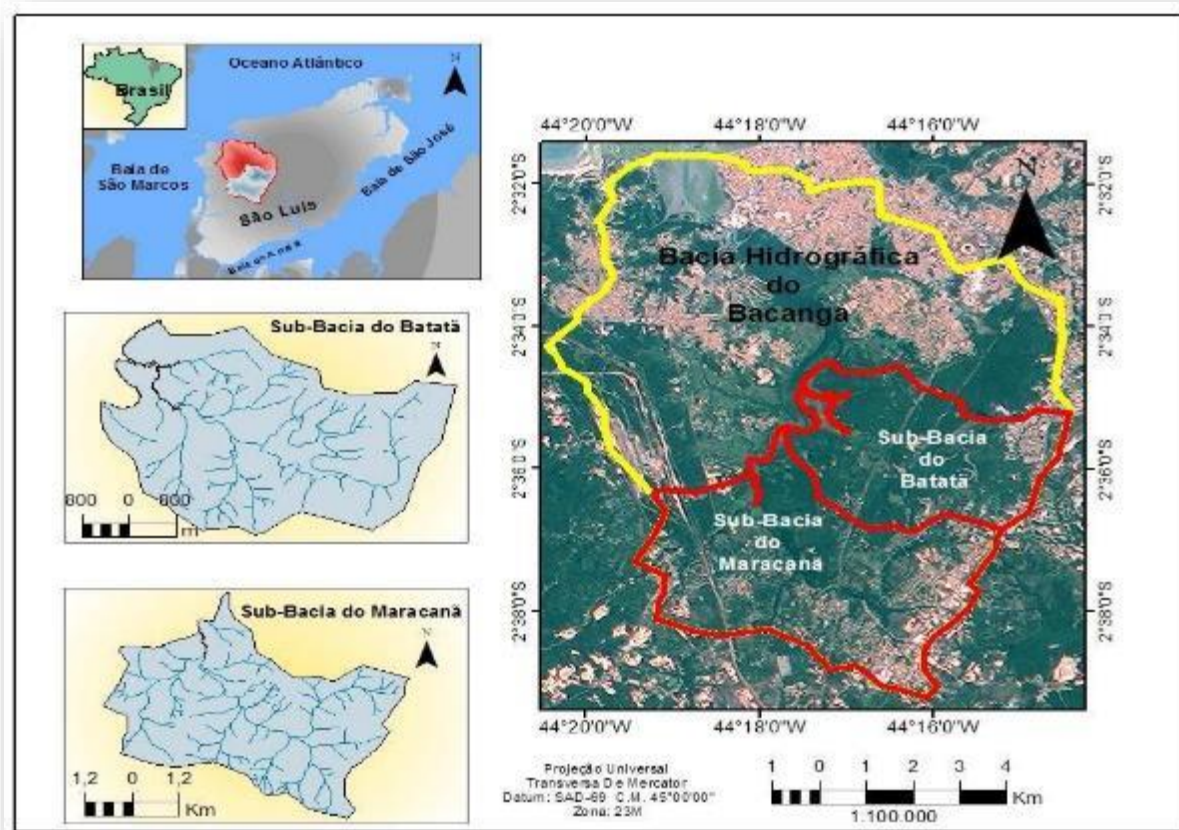 Oceano Atlântico
N
Brasil
Baia de
São Marcos
Baia de São José
São Luis
Sub-Bacia do Batatã
N
800 0 800
m
Sub-Bacia do Maracanã
N
1,2 0 1,2
Km
44°20'0"W 44°18'0"W 44°16'0"W
2°32'0"S 2°32'0"S
N
Bacia Hidrográfica
do
Bacanga
2°34'0"S 2°34'0"S
Sub-Bacia
do
Batatã
2°36'0"S 2°36'0"S
Sub-Bacia
do
Maracanã
2°38'0"S 2°38'0"S
44°20'0"W 44°18'0"W 44°16'0"W
Projeção Universal
Transversa De Mercator
Datum: SAD-69 C.M. 45°00'00"
Zona: 23M
1 0 1 2 3 4
Km
1:100.000